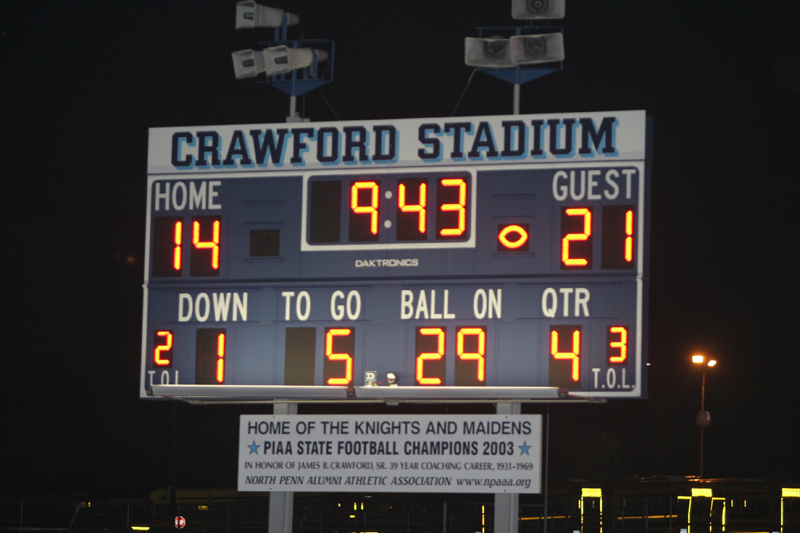 CRAWFORD STADIUM
HOME 9:43 GUEST
14 21
DAKTRONICS
DOWN TO GO BALL ON QTR
2 1 5 29 4 3
T.O.L. T.O.L.
HOME OF THE KNIGHTS AND MAIDENS
PIAA STATE FOOTBALL CHAMPIONS 2003
IN HONOR OF JAMES B. CRAWFORD, SR. 39 YEAR COACHING CAREER, 1931-1969
NORTH PENN ALUMNI ATHLETIC ASSOCIATION www.npaaa.org